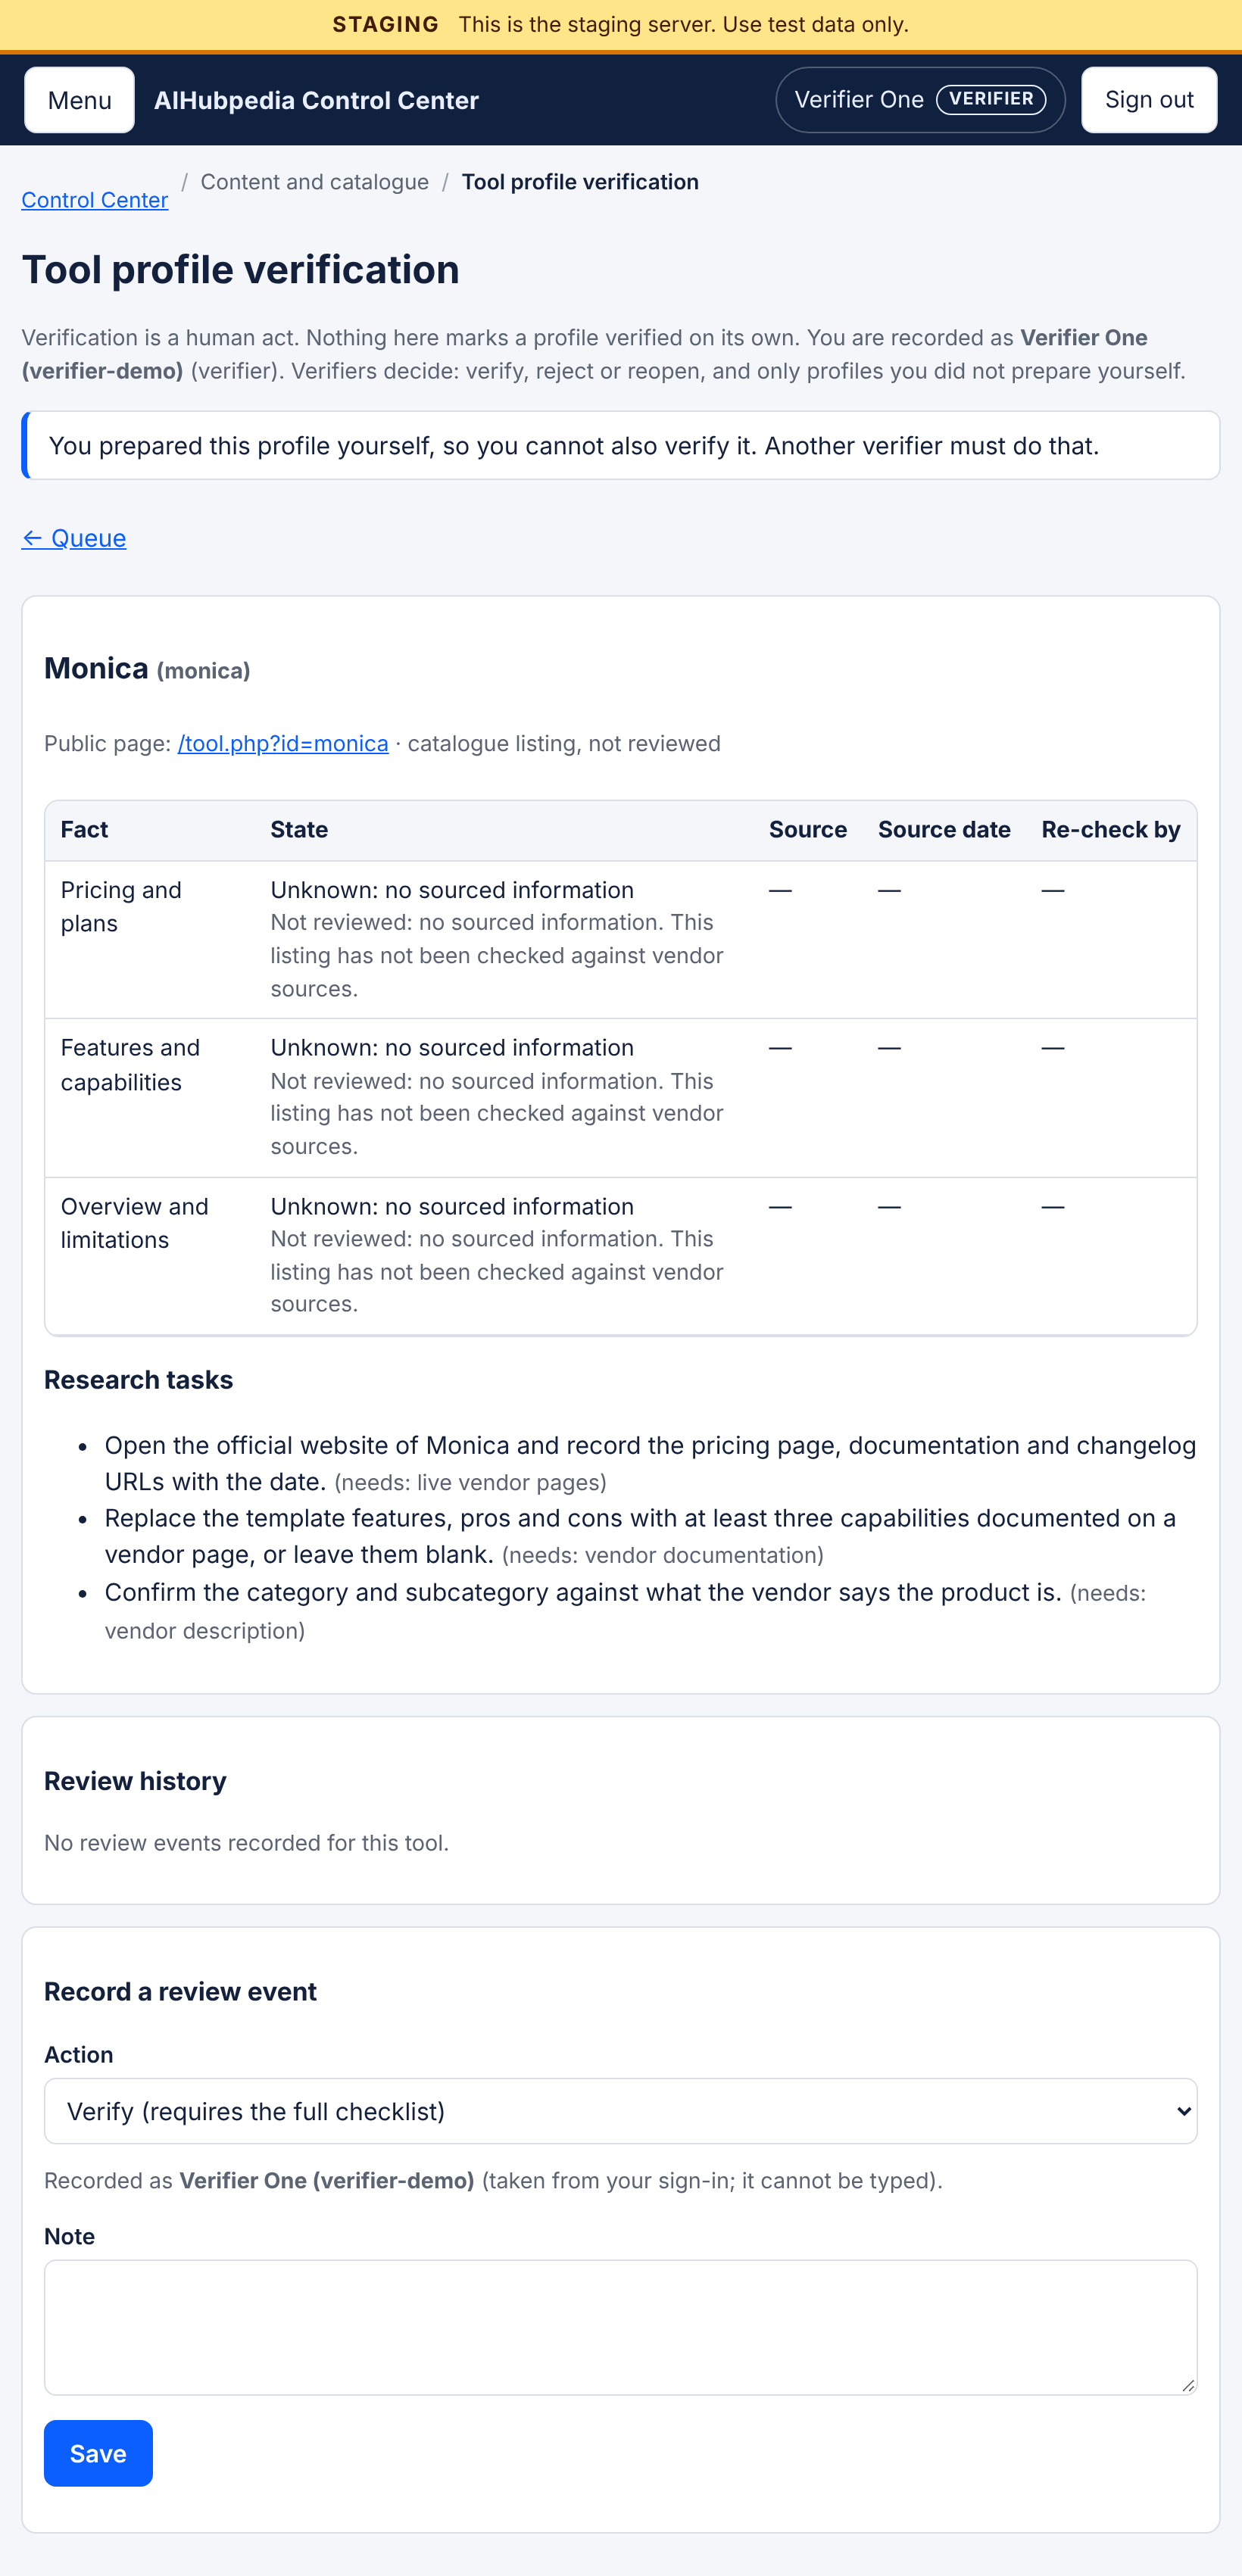 STAGING This is the staging server. Use test data only.
Menu AIHubpedia Control Center Verifier One VERIFIER Sign out
Control Center / Content and catalogue / Tool profile verification
Tool profile verification
Verification is a human act. Nothing here marks a profile verified on its own. You are recorded as Verifier One
(verifier-demo) (verifier). Verifiers decide: verify, reject or reopen, and only profiles you did not prepare yourself.
You prepared this profile yourself, so you cannot also verify it. Another verifier must do that.
← Queue
Monica (monica)
Public page: /tool.php?id=monica · catalogue listing, not reviewed
Fact State Source Source date Re-check by
Pricing and
plans
Unknown: no sourced information
Not reviewed: no sourced information. This
listing has not been checked against vendor
sources.
— — —
Features and
capabilities
Unknown: no sourced information
Not reviewed: no sourced information. This
listing has not been checked against vendor
sources.
— — —
Overview and
limitations
Unknown: no sourced information
Not reviewed: no sourced information. This
listing has not been checked against vendor
sources.
— — —
Research tasks
• Open the official website of Monica and record the pricing page, documentation and changelog
URLs with the date. (needs: live vendor pages)
• Replace the template features, pros and cons with at least three capabilities documented on a
vendor page, or leave them blank. (needs: vendor documentation)
• Confirm the category and subcategory against what the vendor says the product is. (needs:
vendor description)
Review history
No review events recorded for this tool.
Record a review event
Action
Verify (requires the full checklist)
Recorded as Verifier One (verifier-demo) (taken from your sign-in; it cannot be typed).
Note
Save